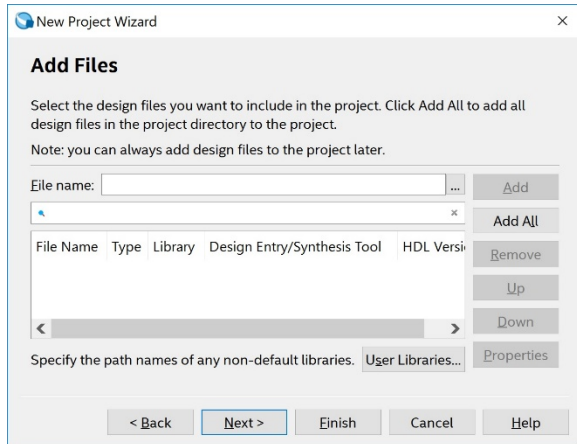 New Project Wizard
Add Files
Select the design files you want to include in the project. Click Add All to add all
design files in the project directory to the project.
Note: you can always add design files to the project later.
File name: ... Add
Add All
File Name Type Library Design Entry/Synthesis Tool HDL Versi
Remove
Up
Down
Specify the path names of any non-default libraries. User Libraries... Properties
< Back Next > Finish Cancel Help